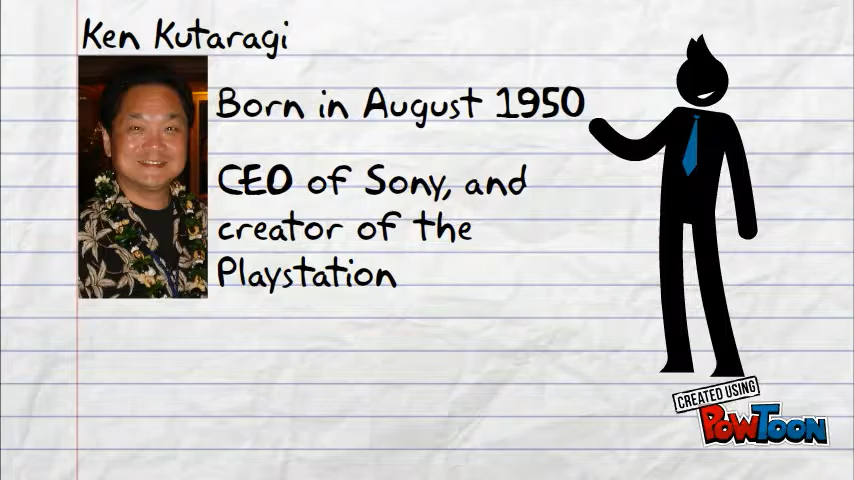 Ken Kutaragi
Born in August 1950
CEO of Sony, and
creator of the
Playstation
CREATED USING
POWTOON